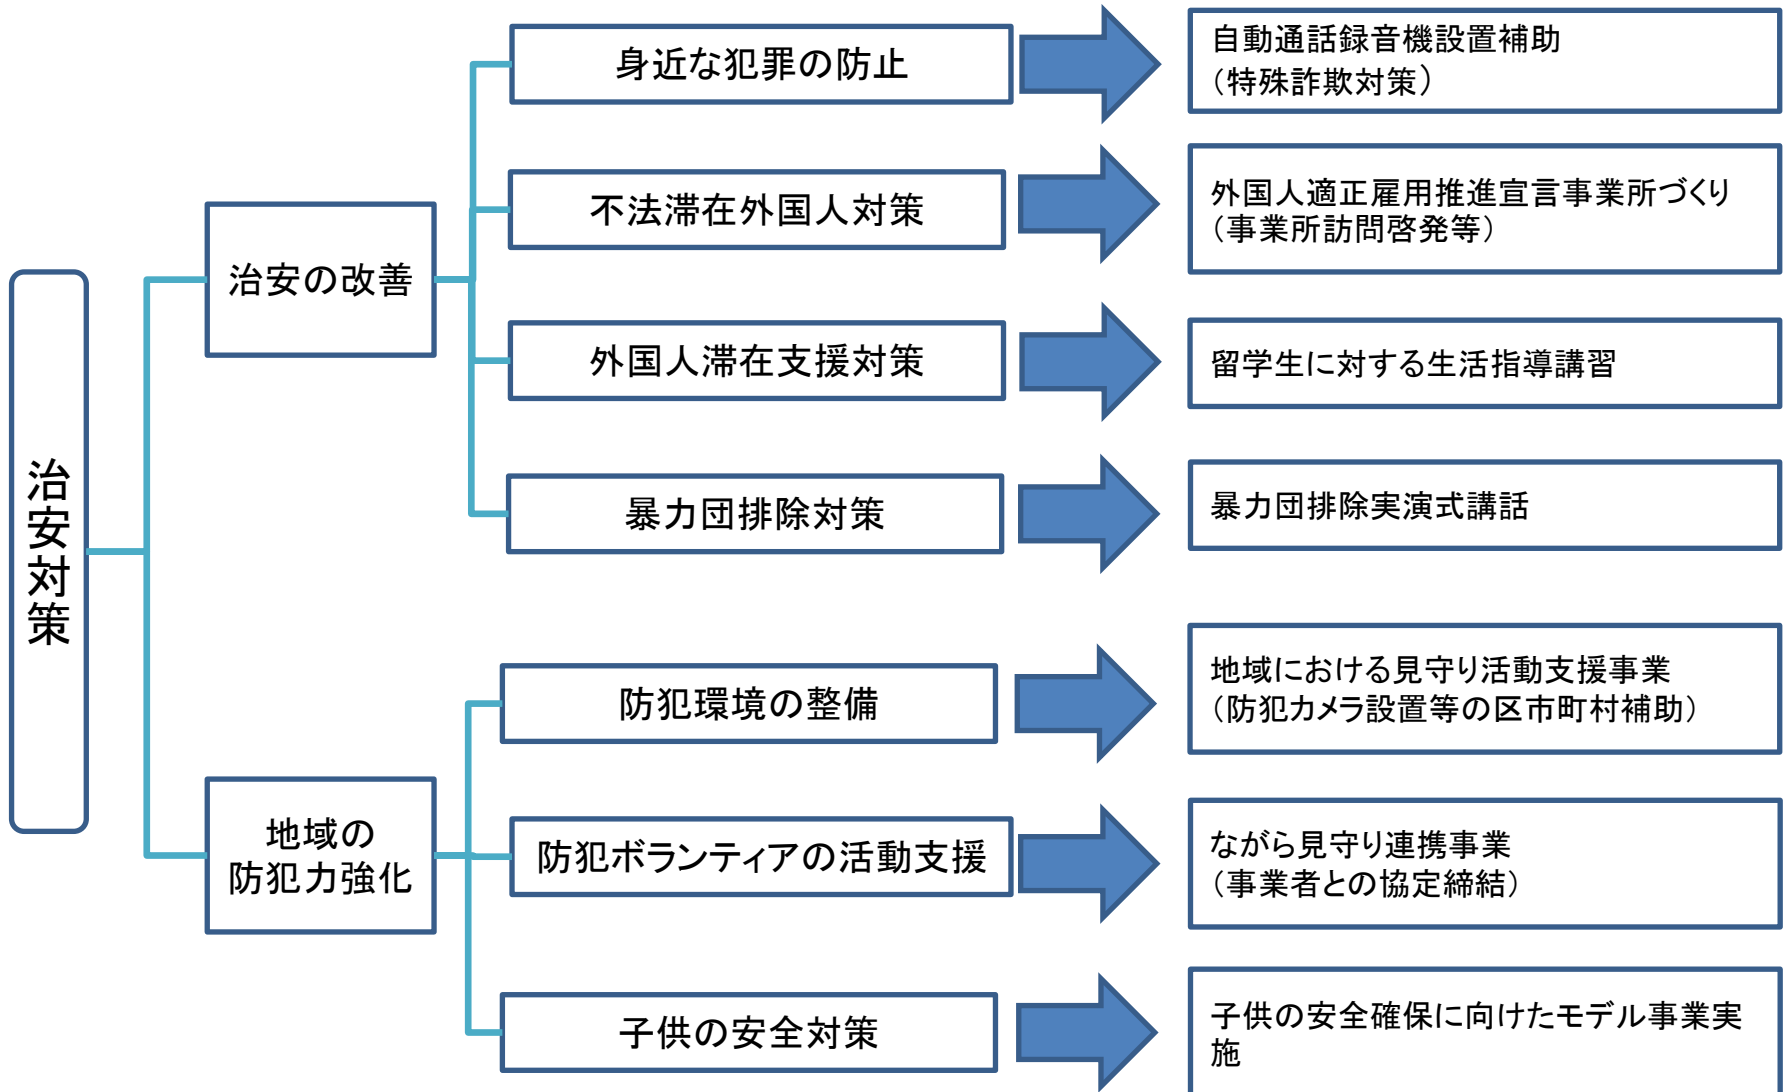 治安対策
治安の改善
身近な犯罪の防止
自動通話録音機設置補助
（特殊詐欺対策）
不法滞在外国人対策
外国人適正雇用推進宣言事業所づくり
（事業所訪問啓発等）
外国人滞在支援対策
留学生に対する生活指導講習
暴力団排除対策
暴力団排除実演式講話
地域の
防犯力強化
防犯環境の整備
地域における見守り活動支援事業
（防犯カメラ設置等の区市町村補助）
防犯ボランティアの活動支援
ながら見守り連携事業
（事業者との協定締結）
子供の安全対策
子供の安全確保に向けたモデル事業実
施